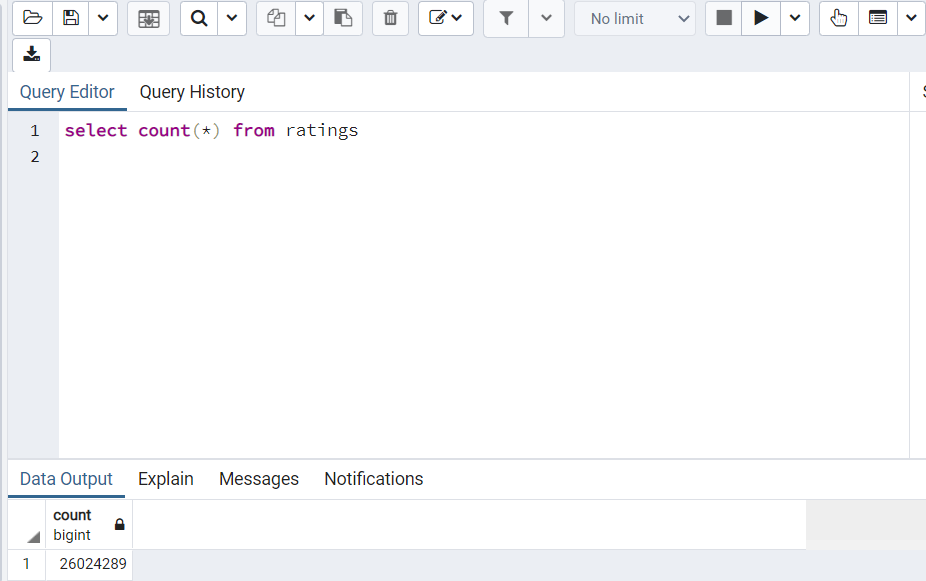 No limit
Query Editor Query History
1 select count(*) from ratings
2
Data Output Explain Messages Notifications
count
bigint
1 26024289